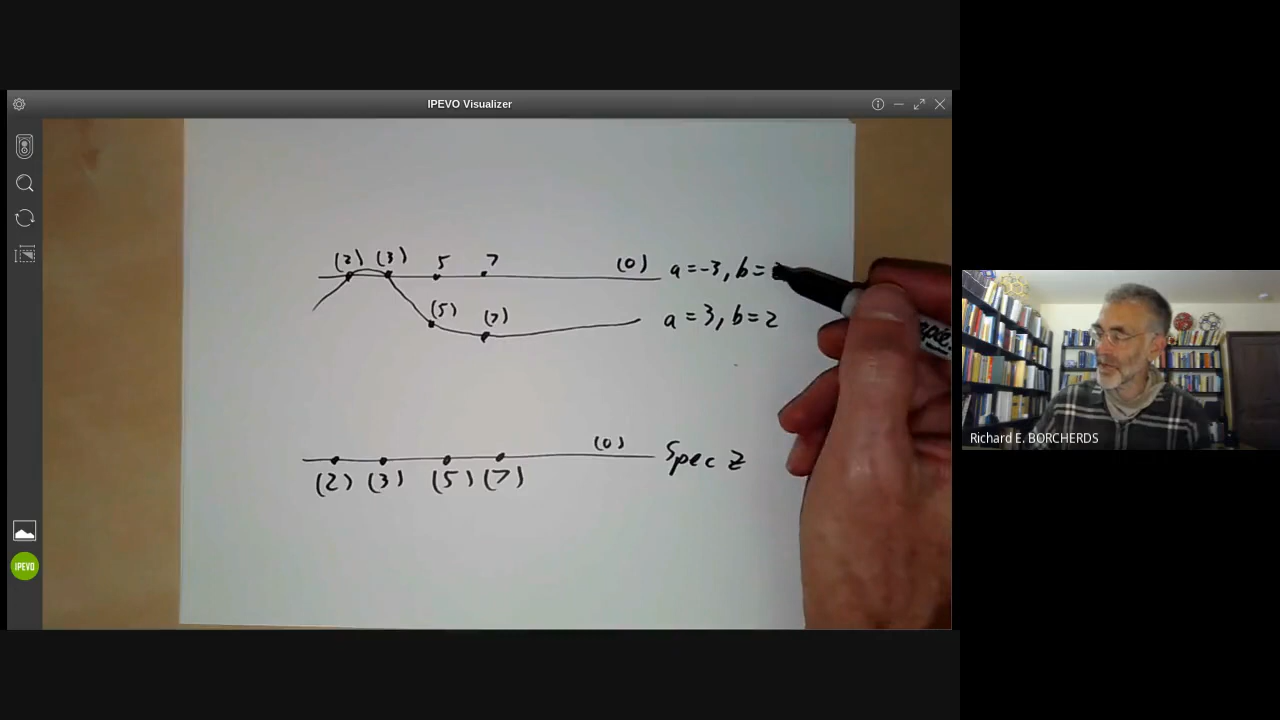 IPEVO Visualizer
(2) (3) 5 7 (0) a=-3, b=
(5) (7) a = 3, b = 2
(0) Spec Z
(2) (3) (5) (7)
Richard E. BORCHERDS
IPEVO